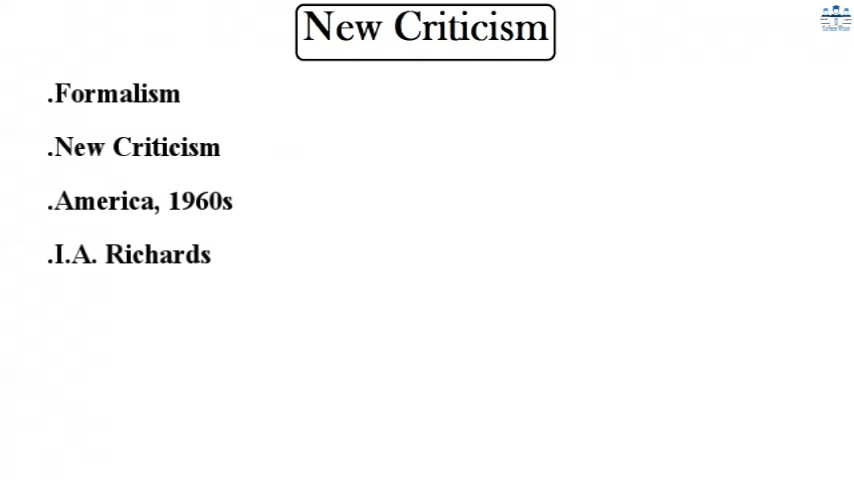 New Criticism
.Formalism
.New Criticism
.America, 1960s
.I.A. Richards